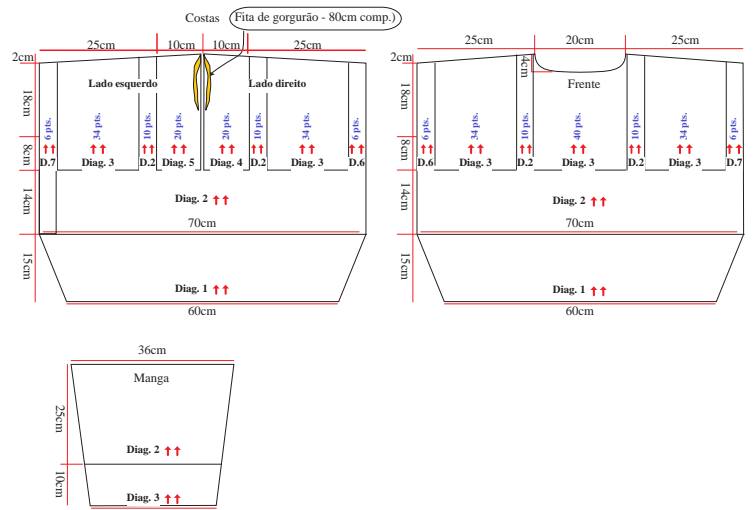 Costas
Fita de gorgurão - 80cm comp.)
25cm 10cm 10cm 25cm
2cm
Lado esquerdo Lado direito
18cm
6 pts. 34 pts. 10 pts. 20 pts. 20 pts. 10 pts. 34 pts. 6 pts.
8cm
D.7 Diag. 3 D.2 Diag. 5 Diag. 4 D.2 Diag. 3 D.6
14cm
Diag. 2
70cm
15cm
Diag. 1
60cm
25cm 20cm 25cm
2cm
4cm
Frente
18cm
6 pts. 34 pts. 10 pts. 40 pts. 10 pts. 34 pts. 6 pts.
8cm
D.6 Diag. 3 D.2 Diag. 3 D.2 Diag. 3 D.7
14cm
Diag. 2
70cm
15cm
Diag. 1
60cm
36cm
Manga
25cm
Diag. 2
10cm
Diag. 3